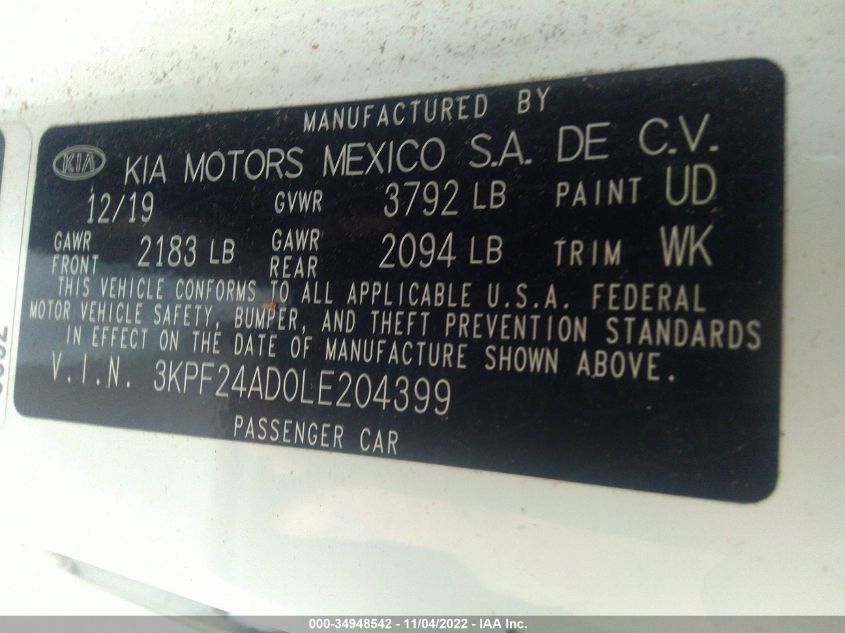 MANUFACTURED BY
KIA KIA MOTORS MEXICO S.A. DE C.V.
12/19 GVWR 3792 LB PAINT UD
GAWR FRONT 2183 LB GAWR REAR 2094 LB TRIM WK
THIS VEHICLE CONFORMS TO ALL APPLICABLE U.S.A. FEDERAL
MOTOR VEHICLE SAFETY, BUMPER, AND THEFT PREVENTION STANDARDS
IN EFFECT ON THE DATE OF MANUFACTURE SHOWN ABOVE.
V.I.N. 3KPF24AD0LE204399
PASSENGER CAR
000-34948542 - 11/04/2022 - IAA Inc.